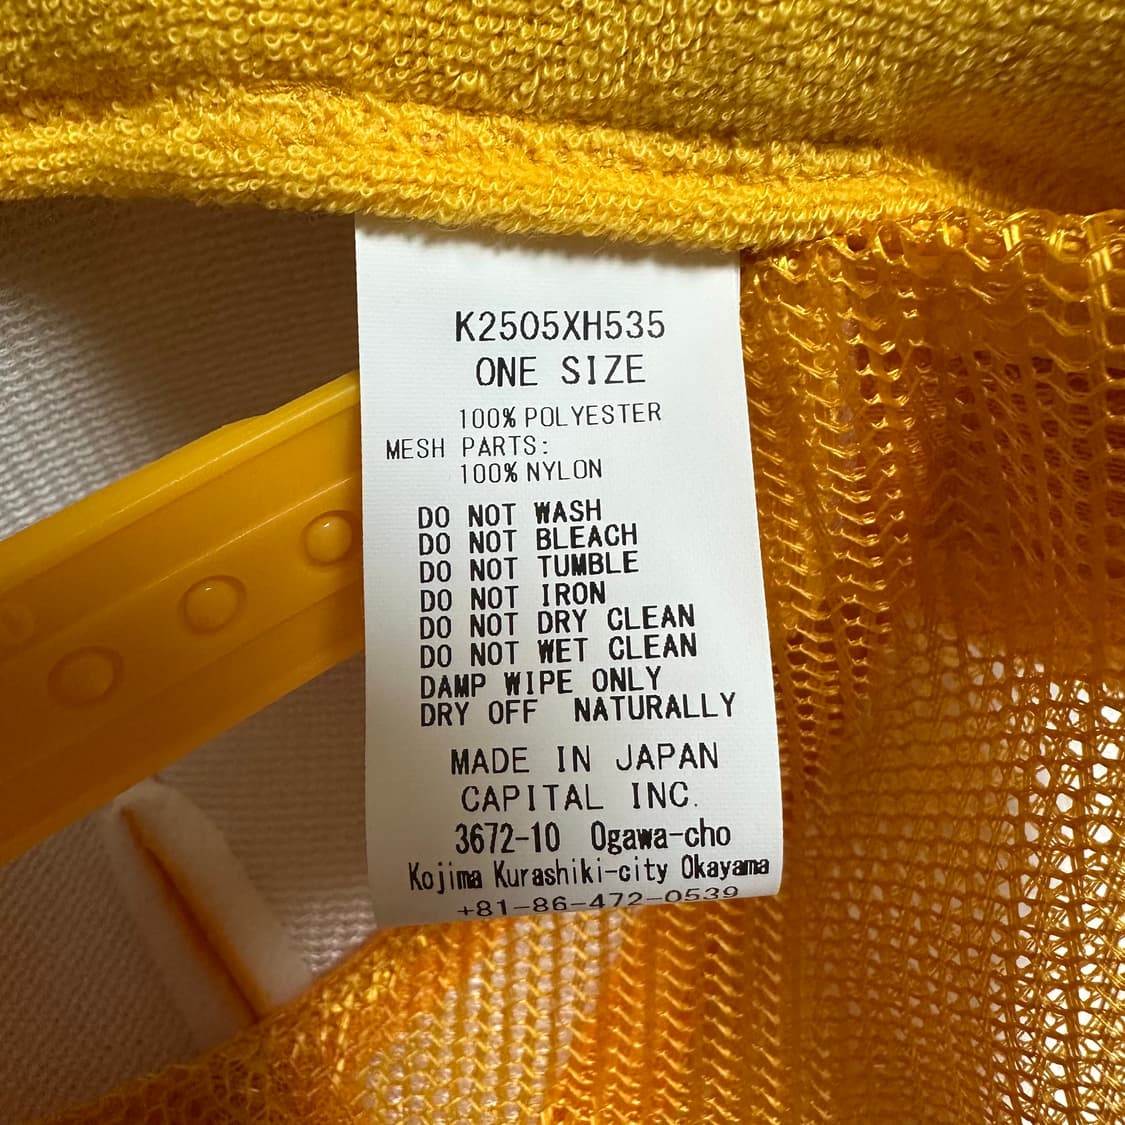 K2505XH535
ONE SIZE
100% POLYESTER
MESH PARTS:
100% NYLON
DO NOT WASH
DO NOT BLEACH
DO NOT TUMBLE
DO NOT IRON
DO NOT DRY CLEAN
DO NOT WET CLEAN
DAMP WIPE ONLY
DRY OFF NATURALLY
MADE IN JAPAN
CAPITAL INC.
3672-10 Ogawa-cho
Kojima Kurashiki-city Okayama
+81-86-472-0539